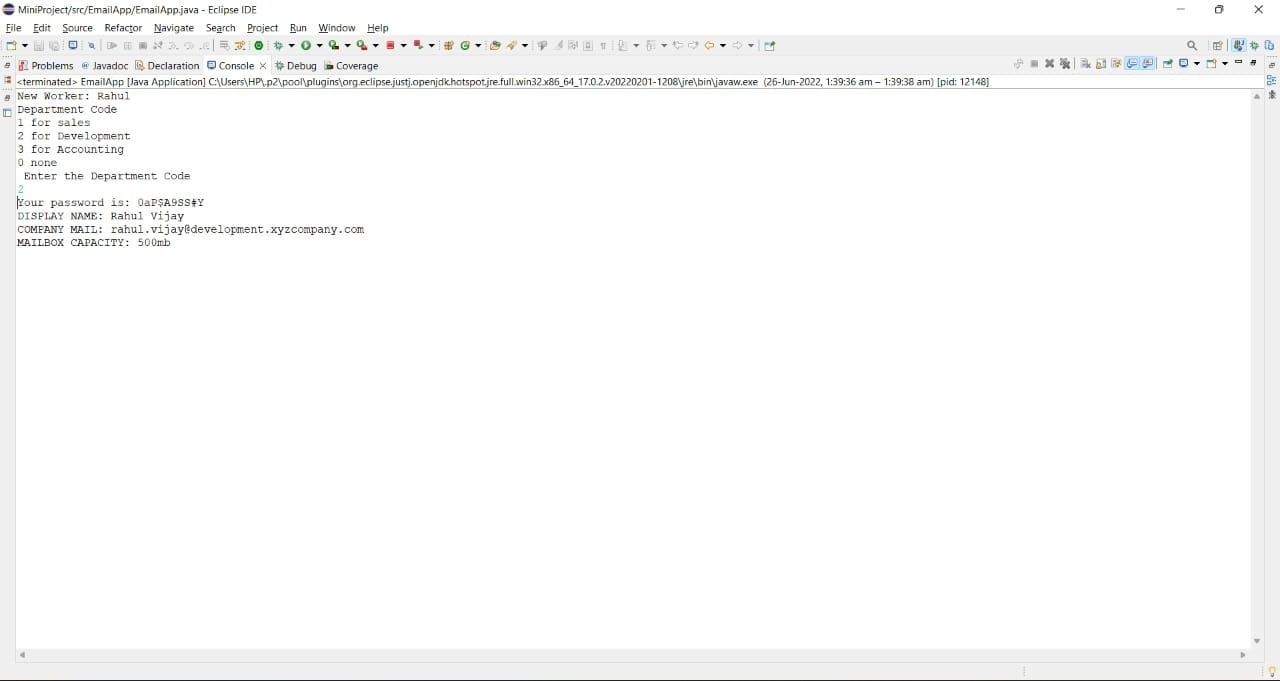 MiniProject/src/EmailApp/EmailApp.java - Eclipse IDE
File Edit Source Refactor Navigate Search Project Run Window Help
Problems Javadoc Declaration Console Debug Coverage
<terminated> EmailApp [Java Application] C:\Users\HP\.p2\pool\plugins\org.eclipse.justj.openjdk.hotspot.jre.full.win32.x86_64_17.0.2.v20220201-1208\jre\bin\javaw.exe (26-Jun-2022, 1:39:36 am – 1:39:38 am) [pid: 12148]
New Worker: Rahul
Department Code
1 for sales
2 for Development
3 for Accounting
0 none
Enter the Department Code
2
Your password is: 0aP$A9SS#Y
DISPLAY NAME: Rahul Vijay
COMPANY MAIL: rahul.vijay@development.xyzcompany.com
MAILBOX CAPACITY: 500mb